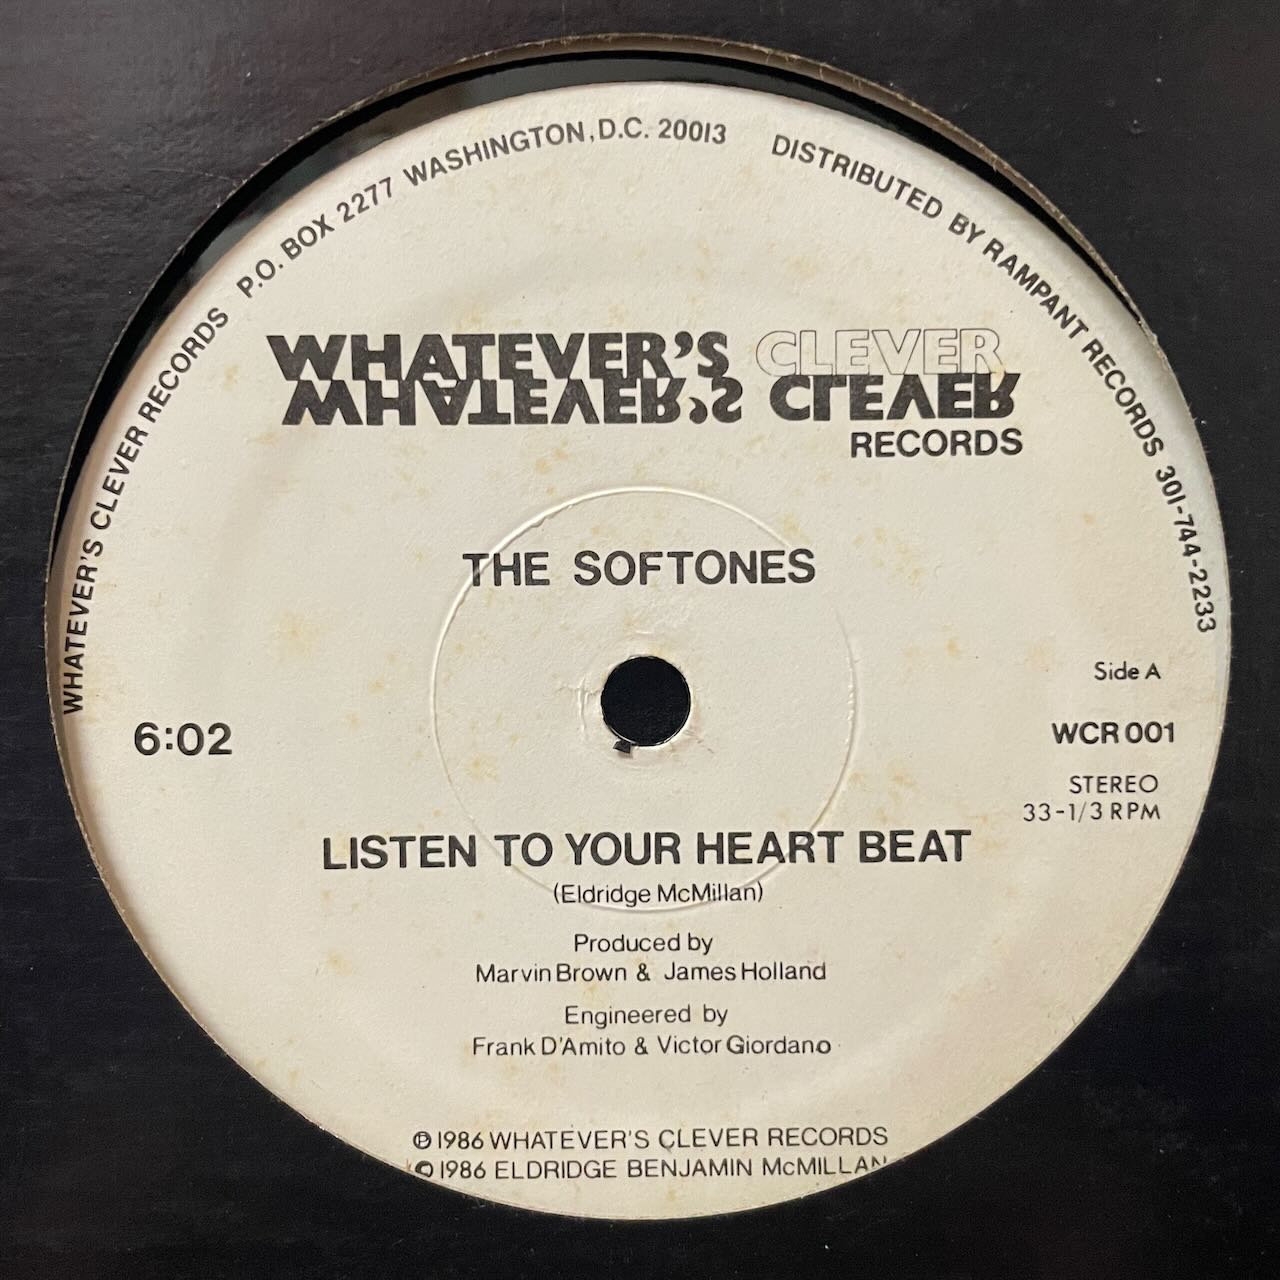 WHATEVER'S CLEVER RECORDS P.O. BOX 2277 WASHINGTON, D.C. 20013 DISTRIBUTED BY RAMPANT RECORDS 301-744-2233
WHATEVER'S CLEVER
WHATEVER'S CLEVER
RECORDS
THE SOFTONES
Side A
6:02
WCR 001
STEREO
33-1/3 RPM
LISTEN TO YOUR HEART BEAT
(Eldridge McMillan)
Produced by
Marvin Brown & James Holland
Engineered by
Frank D'Amito & Victor Giordano
℗ 1986 WHATEVER'S CLEVER RECORDS
© 1986 ELDRIDGE BENJAMIN McMILLAN